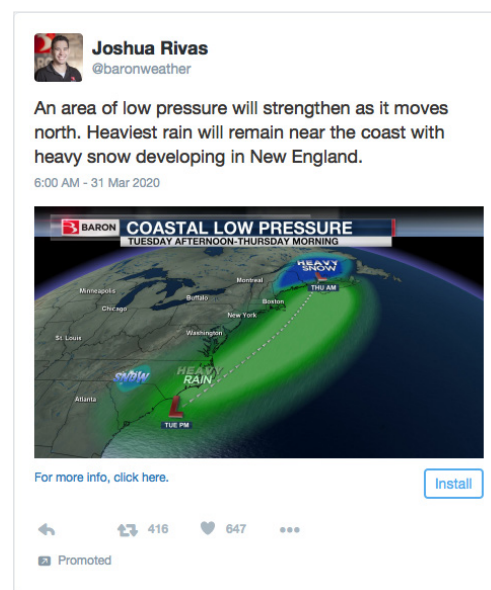 Joshua Rivas
@baronweather
An area of low pressure will strengthen as it moves
north. Heaviest rain will remain near the coast with
heavy snow developing in New England.
6:00 AM - 31 Mar 2020
BARON COASTAL LOW PRESSURE
TUESDAY AFTERNOON-THURSDAY MORNING
HEAVY
SNOW
L
THU AM
Montreal
Minneapolis
Buffalo
Boston
Chicago
New York
St. Louis
Washington
SNOW
HEAVY
RAIN
Atlanta
L
TUE PM
For more info, click here.
Install
416 647
Promoted